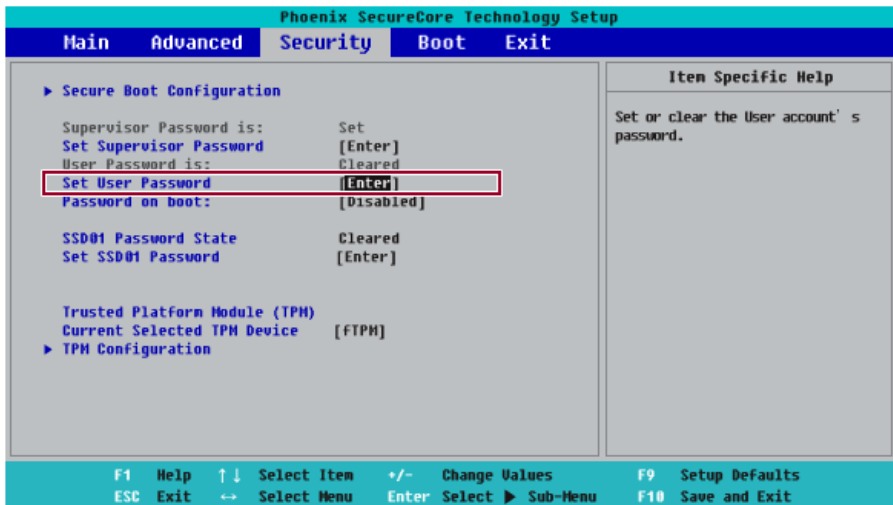 Phoenix SecureCore Technology Setup
Main Advanced Security Boot Exit
Item Specific Help
▶ Secure Boot Configuration
Set or clear the User account's
password.
Supervisor Password is: Set
Set Supervisor Password [Enter]
User Password is: Cleared
Set User Password [Enter]
Password on boot: [Disabled]
SSD01 Password State Cleared
Set SSD01 Password [Enter]
Trusted Platform Module (TPM)
Current Selected TPM Device [fTPM]
▶ TPM Configuration
F1 Help ↑↓ Select Item +/- Change Values F9 Setup Defaults
ESC Exit ↔ Select Menu Enter Select ▶ Sub-Menu F10 Save and Exit